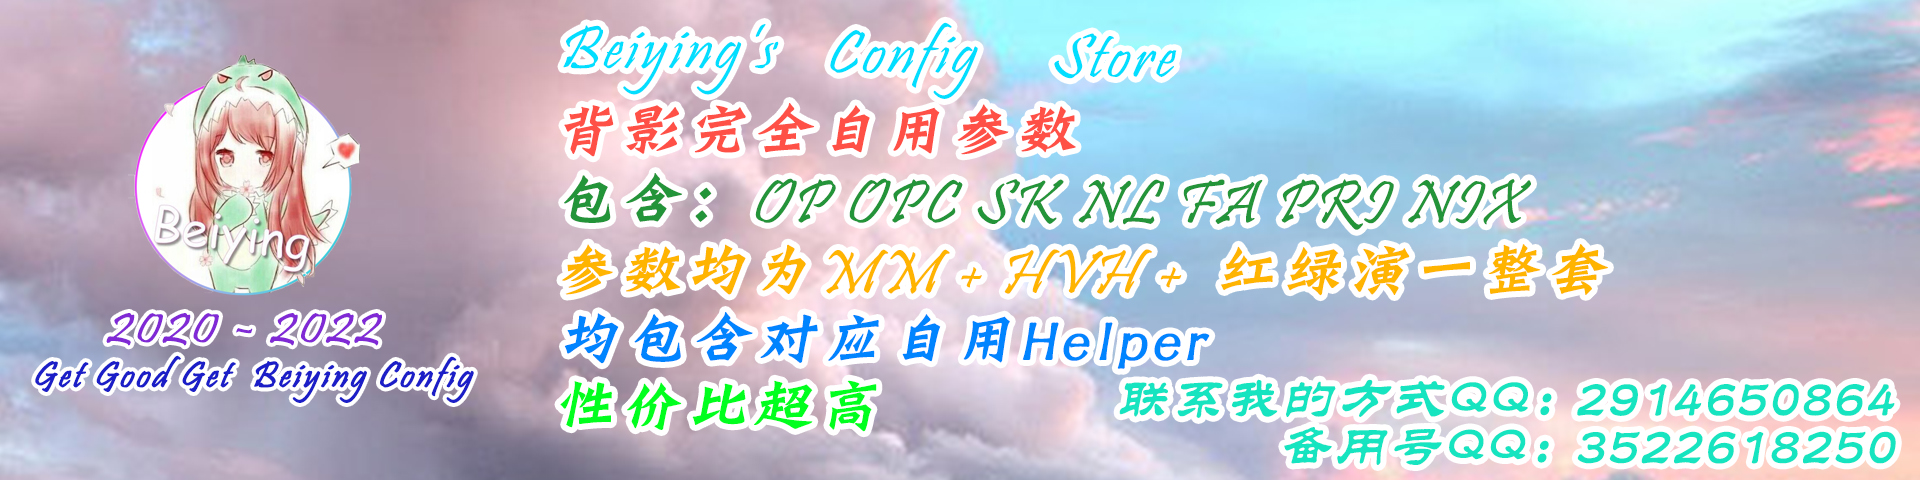 Beiying
2020 ~ 2022
Get Good Get Beiying Config
Beiying's Config Store
背影完全自用参数
包含：OP OPC SK NL FA PRJ NIX
参数均为MM + HVH + 红绿演一整套
均包含对应自用Helper
性价比超高
联系我的方式QQ：2914650864
备用号QQ：3522618250